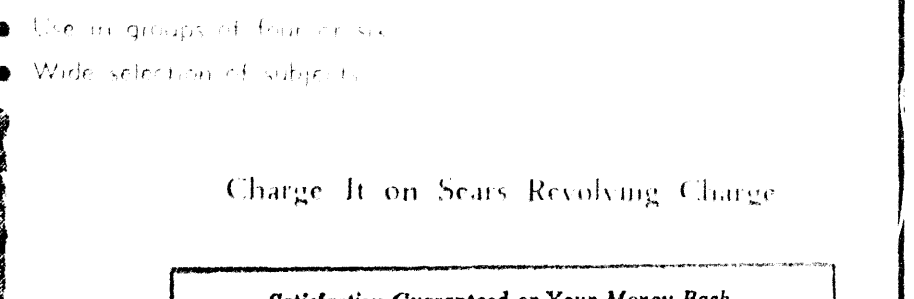 Use in groups of four or six
Wide selection of subjects
Charge It on Sears Revolving Charge
Satisfaction Guaranteed or Your Money Back